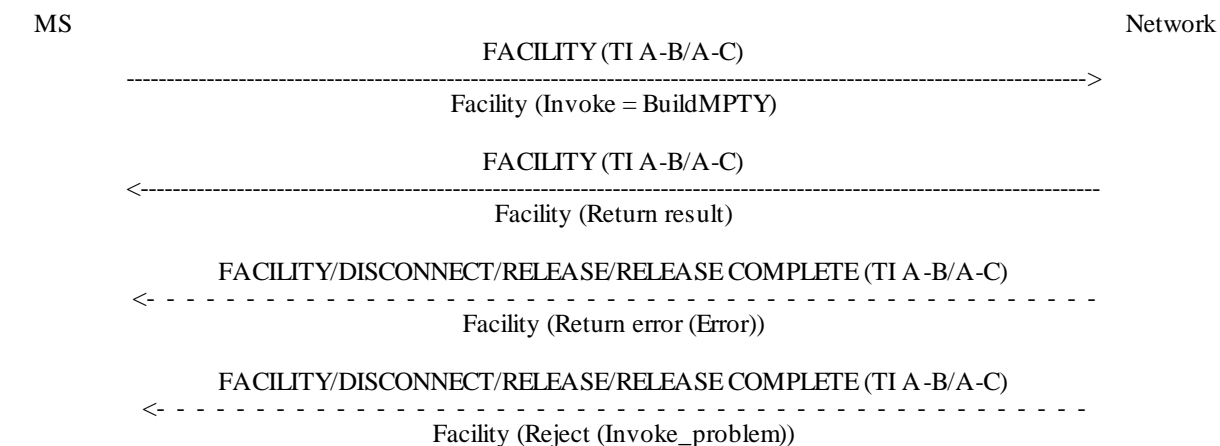 MS Network
FACILITY (TI A-B/A-C)
Facility (Invoke = BuildMPTY)
FACILITY (TI A-B/A-C)
Facility (Return result)
FACILITY/DISCONNECT/RELEASE/RELEASE COMPLETE (TI A-B/A-C)
Facility (Return error (Error))
FACILITY/DISCONNECT/RELEASE/RELEASE COMPLETE (TI A-B/A-C)
Facility (Reject (Invoke_problem))